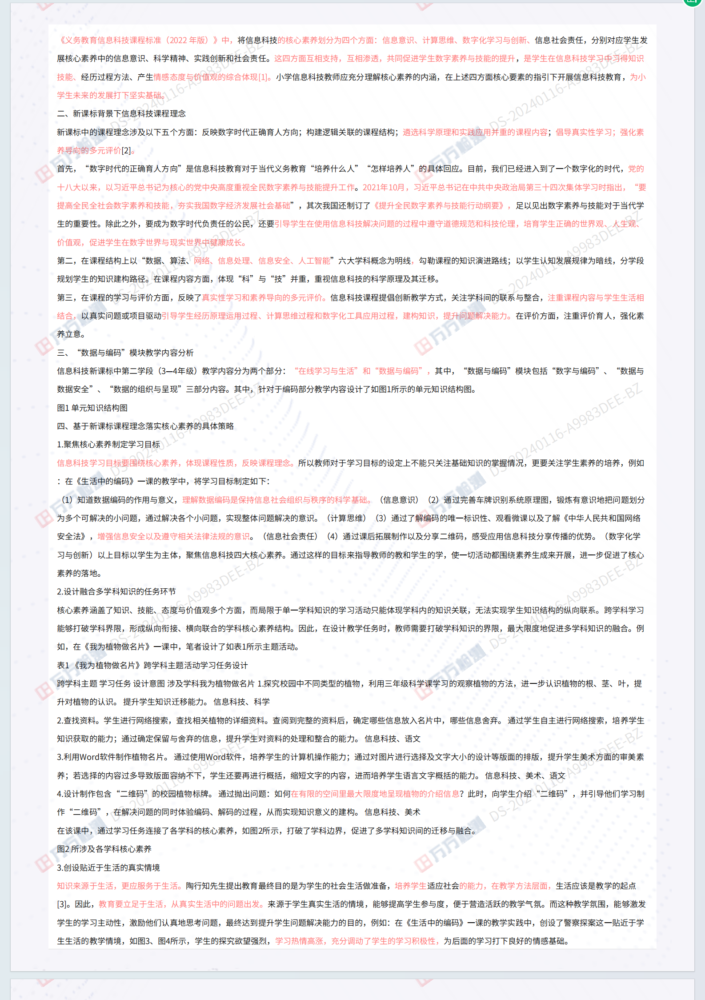 《义务教育信息科技课程标准（2022 年版）》中，将信息科技的核心素养划分为四个方面：信息意识、计算思维、数字化学习与创新、信息社会责任，分别对应学生发
展核心素养中的信息意识、科学精神、实践创新和社会责任。这四方面互相支持，互相渗透，共同促进学生数字素养与技能的提升，是学生在信息科技学习中习得知识
技能、经历过程方法、产生情感态度与价值观的综合体现[1]。小学信息科技教师应充分理解核心素养的内涵，在上述四方面核心要素的指引下开展信息科技教育，为小
学生未来的发展打下坚实基础。
二、新课标背景下信息科技课程理念
新课标中的课程理念涉及以下五个方面：反映数字时代正确育人方向；构建逻辑关联的课程结构；遴选科学原理和实践应用并重的课程内容；倡导真实性学习；强化素
养导向的多元评价[2]。
首先，“数字时代的正确育人方向”是信息科技教育对于当代义务教育“培养什么人”“怎样培养人”的具体回应。目前，我们已经进入到了一个数字化的时代，党的
十八大以来，以习近平总书记为核心的党中央高度重视全民数字素养与技能提升工作。2021年10月，习近平总书记在中共中央政治局第三十四次集体学习时指出，“要
提高全民全社会数字素养和技能，夯实我国数字经济发展社会基础”，其次我国还制订了《提升全民数字素养与技能行动纲要》，足以见出数字素养与技能对于当代学
生的重要性。除此之外，要成为数字时代负责任的公民，还要引导学生在使用信息科技解决问题的过程中遵守道德规范和科技伦理，培育学生正确的世界观、人生观、
价值观，促进学生在数字世界与现实世界中健康成长。
第二，在课程结构上以“数据、算法、网络、信息处理、信息安全、人工智能”六大学科概念为明线，勾勒课程的知识演进路线；以学生认知发展规律为暗线，分学段
规划学生的知识建构路径。在课程内容方面，体现“科”与“技”并重，重视信息科技的科学原理及其迁移。
第三，在课程的学习与评价方面，反映了真实性学习和素养导向的多元评价。信息科技课程提倡创新教学方式，关注学科间的联系与整合，注重课程内容与学生生活相
结合，以真实问题或项目驱动引导学生经历原理运用过程、计算思维过程和数字化工具应用过程，建构知识，提升问题解决能力。在评价方面，注重评价育人，强化素
养立意。
三、“数据与编码”模块教学内容分析
信息科技新课标中第二学段（3—4年级）教学内容分为两个部分：“在线学习与生活”和“数据与编码”，其中，“数据与编码”模块包括“数字与编码”、“数据与
数据安全”、“数据的组织与呈现”三部分内容。其中，针对于编码部分教学内容设计了如图1所示的单元知识结构图。
图1 单元知识结构图
四、基于新课标课程理念落实核心素养的具体策略
1.聚焦核心素养制定学习目标
信息科技学习目标要围绕核心素养，体现课程性质，反映课程理念。所以教师对于学习目标的设定上不能只关注基础知识的掌握情况，更要关注学生素养的培养，例如
：在《生活中的编码》一课的教学中，将学习目标制定如下：
（1）知道数据编码的作用与意义，理解数据编码是保持信息社会组织与秩序的科学基础。（信息意识）（2）通过完善车牌识别系统原理图，锻炼有意识地把问题划分
为多个可解决的小问题，通过解决各个小问题，实现整体问题解决的意识。（计算思维）（3）通过了解编码的唯一标识性、观看微课以及了解《中华人民共和国网络
安全法》，增强信息安全以及遵守相关法律法规的意识。（信息社会责任）（4）通过课后拓展制作以及分享二维码，感受应用信息科技分享传播的优势。（数字化学
习与创新）以上目标以学生为主体，聚焦信息科技四大核心素养。通过这样的目标来指导教师的教和学生的学，使一切活动都围绕素养生成来开展，进一步促进了核心
素养的落地。
2.设计融合多学科知识的任务环节
核心素养涵盖了知识、技能、态度与价值观多个方面，而局限于单一学科知识的学习活动只能体现学科内的知识关联，无法实现学生知识结构的纵向联系。跨学科学习
能够打破学科界限，形成纵向衔接、横向联合的学科核心素养结构。因此，在设计教学任务时，教师需要打破学科知识的界限，最大限度地促进多学科知识的融合。例
如，在《我为植物做名片》一课中，笔者设计了如表1所示主题活动。
表1 《我为植物做名片》跨学科主题活动学习任务设计
跨学科主题 学习任务 设计意图 涉及学科我为植物做名片 1.探究校园中不同类型的植物，利用三年级科学课学习的观察植物的方法，进一步认识植物的根、茎、叶，提
升对植物的认识。 提升学生知识迁移能力。 信息科技、科学
2.查找资料。学生进行网络搜索，查找相关植物的详细资料。查阅到完整的资料后，确定哪些信息放入名片中，哪些信息舍弃。 通过学生自主进行网络搜索，培养学生
知识获取的能力；通过确定保留与舍弃的信息，提升学生对资料的处理和整合的能力。 信息科技、语文
3.利用Word软件制作植物名片。 通过使用Word软件，培养学生的计算机操作能力；通过对图片进行选择及文字大小的设计等版面的排版，提升学生美术方面的审美素
养；若选择的内容过多导致版面容纳不下，学生还要再进行概括，缩短文字的内容，进而培养学生语言文字概括的能力。 信息科技、美术、语文
4.设计制作包含“二维码”的校园植物标牌。 通过抛出问题：如何在有限的空间里最大限度地呈现植物的介绍信息？此时，向学生介绍“二维码”，并引导他们学习制
作“二维码”，在解决问题的同时体验编码、解码的过程，从而实现知识意义的建构。 信息科技、美术
在该课中，通过学习任务连接了各学科的核心素养，如图2所示，打破了学科边界，促进了多学科知识间的迁移与融合。
图2 所涉及各学科核心素养
3.创设贴近于生活的真实情境
知识来源于生活，更应服务于生活。陶行知先生提出教育最终目的是为学生的社会生活做准备，培养学生适应社会的能力，在教学方法层面，生活应该是教学的起点
[3]。因此，教育要立足于生活，从真实生活中的问题出发。来源于学生真实生活的情境，能够提高学生参与度，便于营造活跃的教学气氛。而这种教学氛围，能够激发
学生的学习主动性，激励他们认真地思考问题，最终达到提升学生问题解决能力的目的，例如：在《生活中的编码》一课的教学实践中，创设了警察探案这一贴近于学
生生活的教学情境，如图3、图4所示，学生的探究欲望强烈，学习热情高涨，充分调动了学生的学习积极性，为后面的学习打下良好的情感基础。